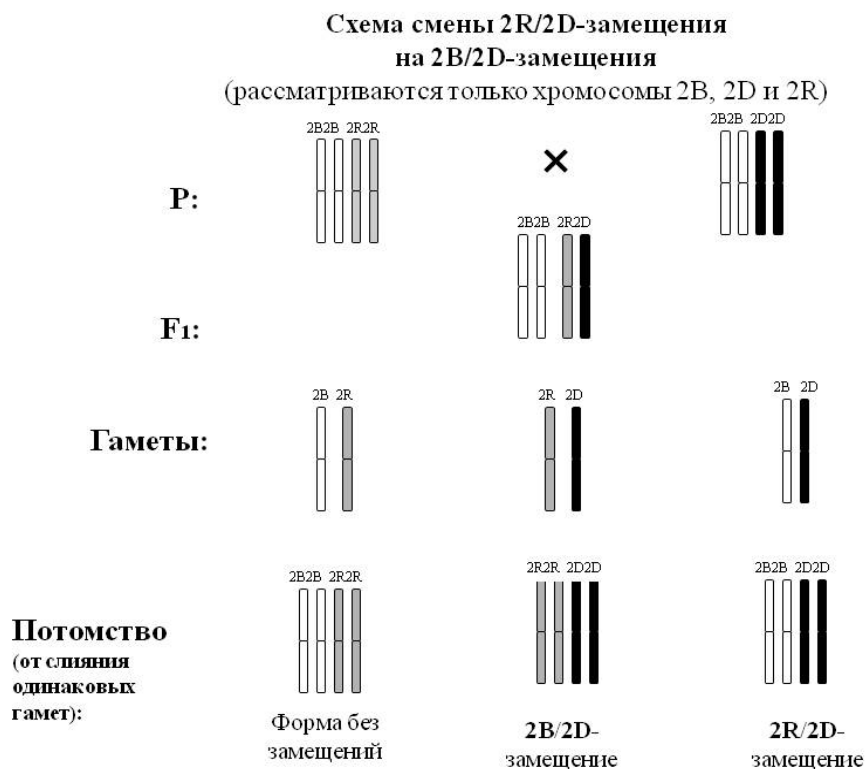 Схема смены 2R/2D-замещения
на 2B/2D-замещения
(рассматриваются только хромосомы 2B, 2D и 2R)
2B2B 2R2R
2B2B 2D2D
P:
×
2B2B 2R2D
F1:
2B 2R
2R 2D
2B 2D
Гаметы:
2B2B 2R2R
2R2R 2D2D
2B2B 2D2D
Потомство
(от слияния
одинаковых
гамет):
Форма без
замещений
2B/2D-
замещение
2R/2D-
замещение